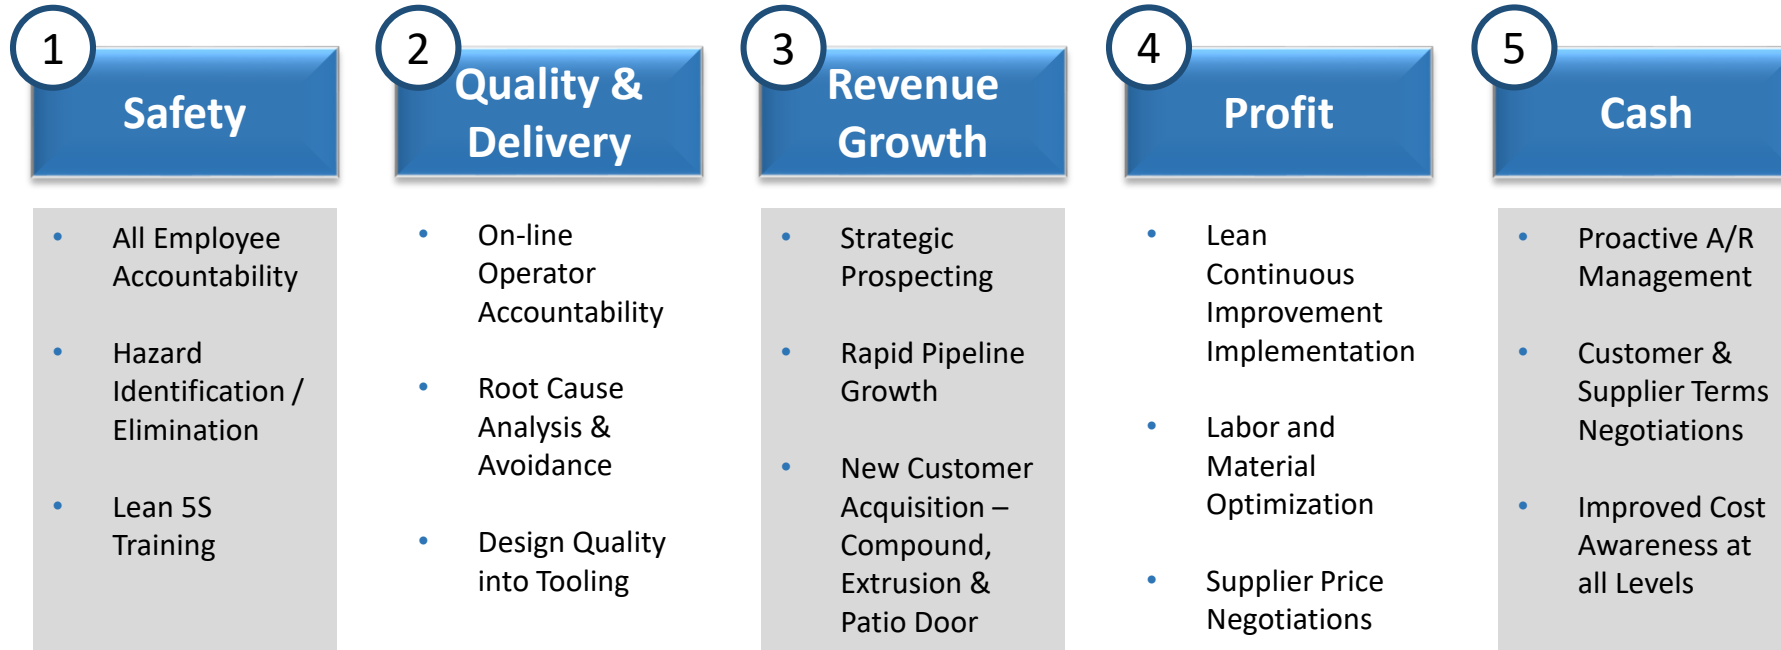 1
Safety
• All Employee
Accountability
• Hazard
Identification /
Elimination
• Lean 5S
Training
2
Quality &
Delivery
• On-line
Operator
Accountability
• Root Cause
Analysis &
Avoidance
• Design Quality
into Tooling
3
Revenue
Growth
• Strategic
Prospecting
• Rapid Pipeline
Growth
• New Customer
Acquisition –
Compound,
Extrusion &
Patio Door
4
Profit
• Lean
Continuous
Improvement
Implementation
• Labor and
Material
Optimization
• Supplier Price
Negotiations
5
Cash
• Proactive A/R
Management
• Customer &
Supplier Terms
Negotiations
• Improved Cost
Awareness at
all Levels